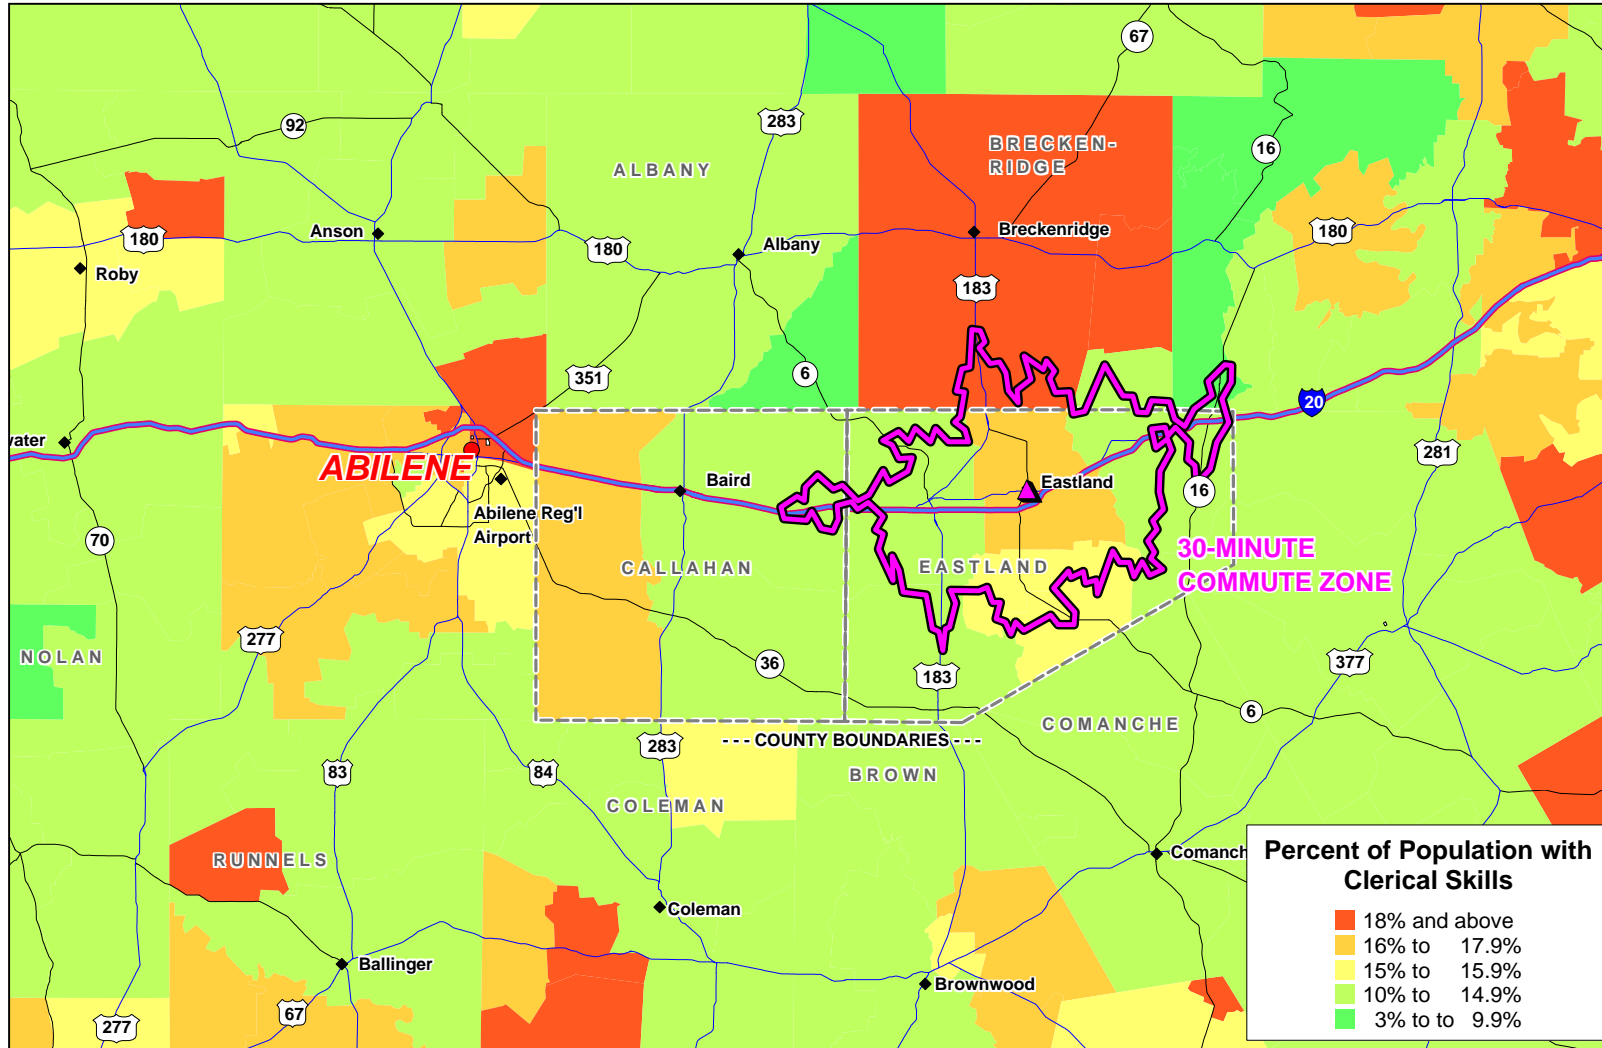 67
92
283
16
BRECKEN-
RIDGE
ALBANY
180
Anson
180
Albany
Breckenridge
180
Roby
183
351
6
20
water
ABILENE
281
Baird
Eastland
16
Abilene Reg'l
Airport
70
30-MINUTE
COMMUTE ZONE
CALLAHAN
EASTLAND
277
NOLAN
36
183
377
6
COMANCHE
283
--- COUNTY BOUNDARIES ---
83
84
BROWN
COLEMAN
RUNNELS
Comanch
Coleman
Ballinger
Brownwood
67
277
Percent of Population with
Clerical Skills
18% and above
16% to 17.9%
15% to 15.9%
10% to 14.9%
3% to to 9.9%